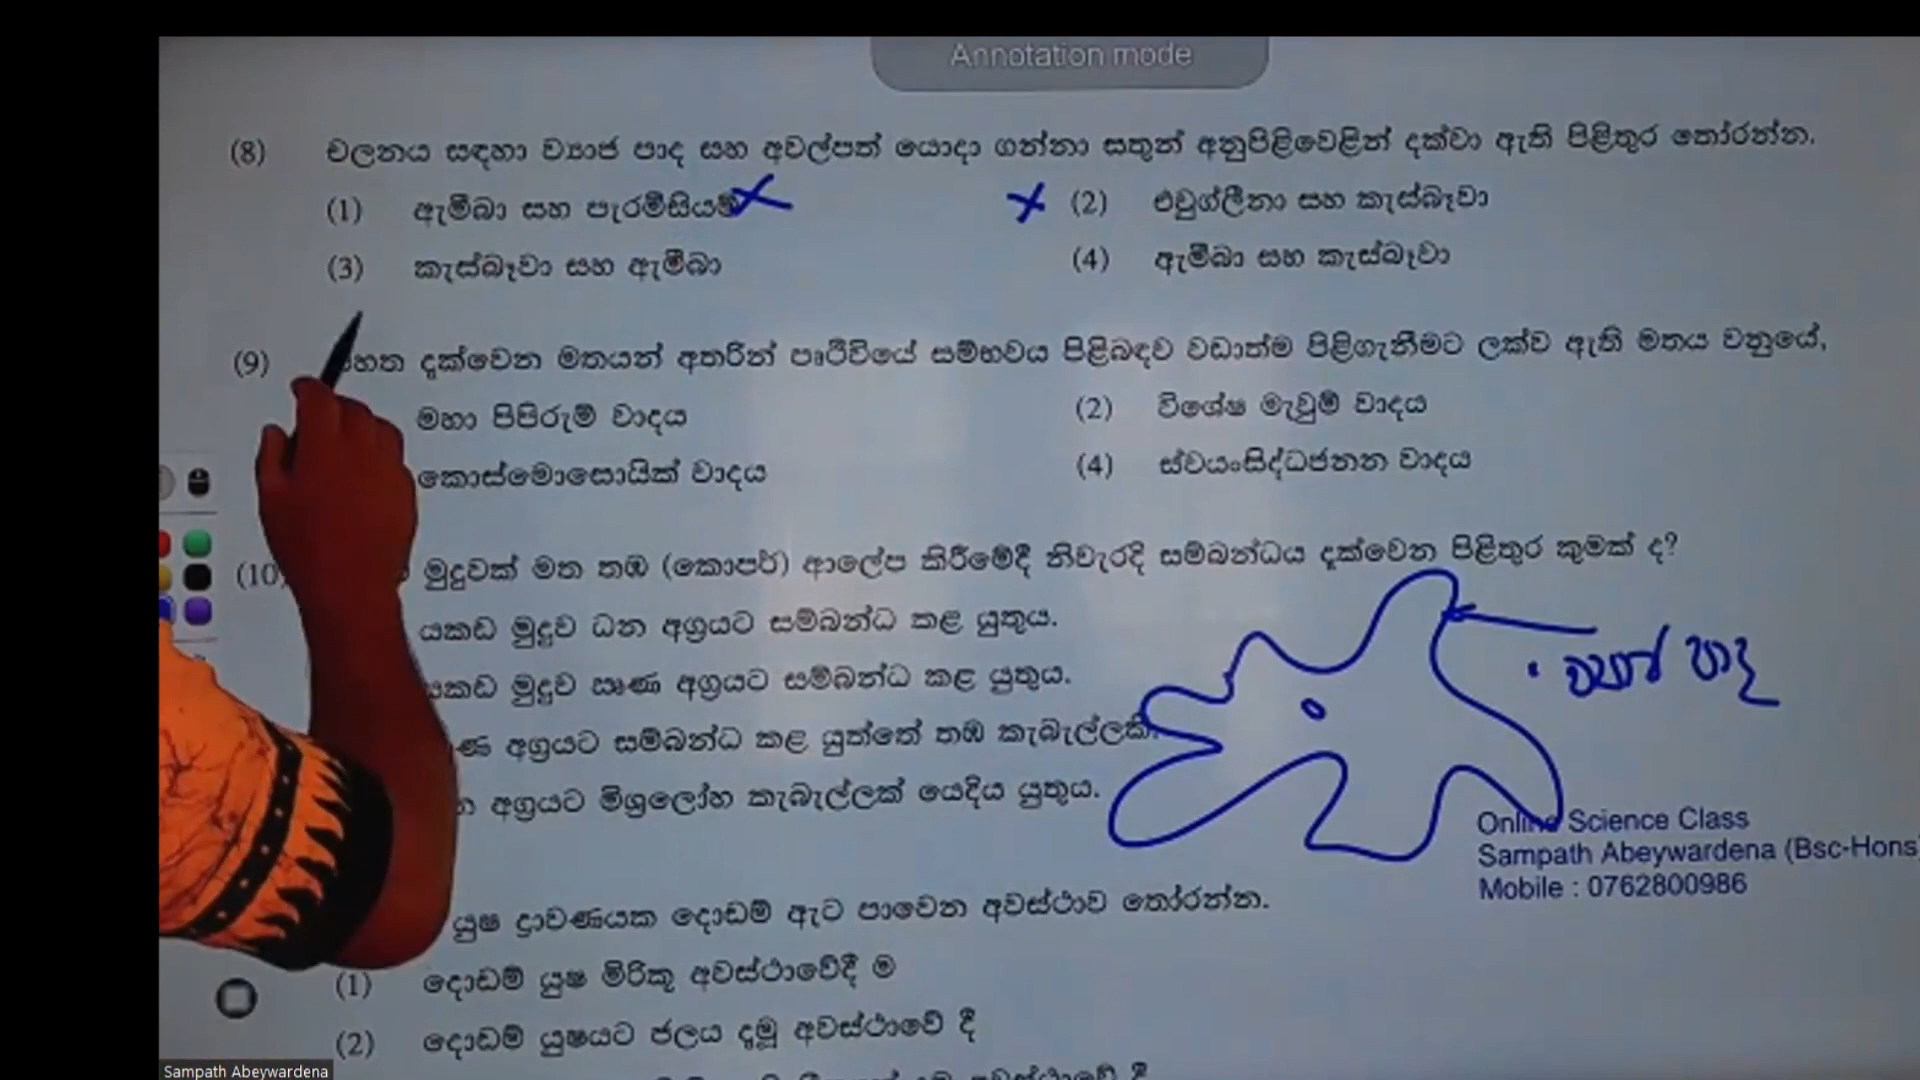 Annotation mode
(8) චලනය සඳහා ව්‍යාජ පාද සහ අවල්පත් යොදා ගන්නා සතුන් අනුපිළිවෙළින් දක්වා ඇති පිළිතුර තෝරන්න.
(1) ඇමීබා සහ පැරමීසියම් (2) එවුග්ලීනා සහ කැස්බෑවා
(3) කැස්බෑවා සහ ඇමීබා (4) ඇමීබා සහ කැස්බෑවා
(9) පහත දක්වෙන මතයන් අතරින් පෘථිවියේ සම්භවය පිළිබඳව වඩාත්ම පිළිගැනීමට ලක්ව ඇති මතය වනුයේ,
මහා පිපිරුම් වාදය (2) විශේෂ මැවුම් වාදය
කොස්මොසොයික් වාදය (4) ස්වයංසිද්ධජනන වාදය
(10) මුදුවක් මත තඹ (කොපර්) ආලේප කිරීමේදී නිවැරදි සම්බන්ධය දක්වෙන පිළිතුර කුමක් ද?
යකඩ මුදුව ධන අග්‍රයට සම්බන්ධ කළ යුතුය.
යකඩ මුදුව ඍණ අග්‍රයට සම්බන්ධ කළ යුතුය.
ව්‍යාජ පාද
අග්‍රයට සම්බන්ධ කළ යුත්තේ තඹ කැබැල්ලකි.
අග්‍රයට මිශ්‍රලෝහ කැබැල්ලක් යෙදිය යුතුය.
Online Science Class
Sampath Abeywardena (Bsc-Hons)
Mobile : 0762800986
යුෂ ද්‍රාවණයක දොඩම් ඇට පාවෙන අවස්ථාව තෝරන්න.
(1) දොඩම් යුෂ මිරිකූ අවස්ථාවේදී ම
(2) දොඩම් යුෂයට ජලය දැමූ අවස්ථාවේ දී
Sampath Abeywardena